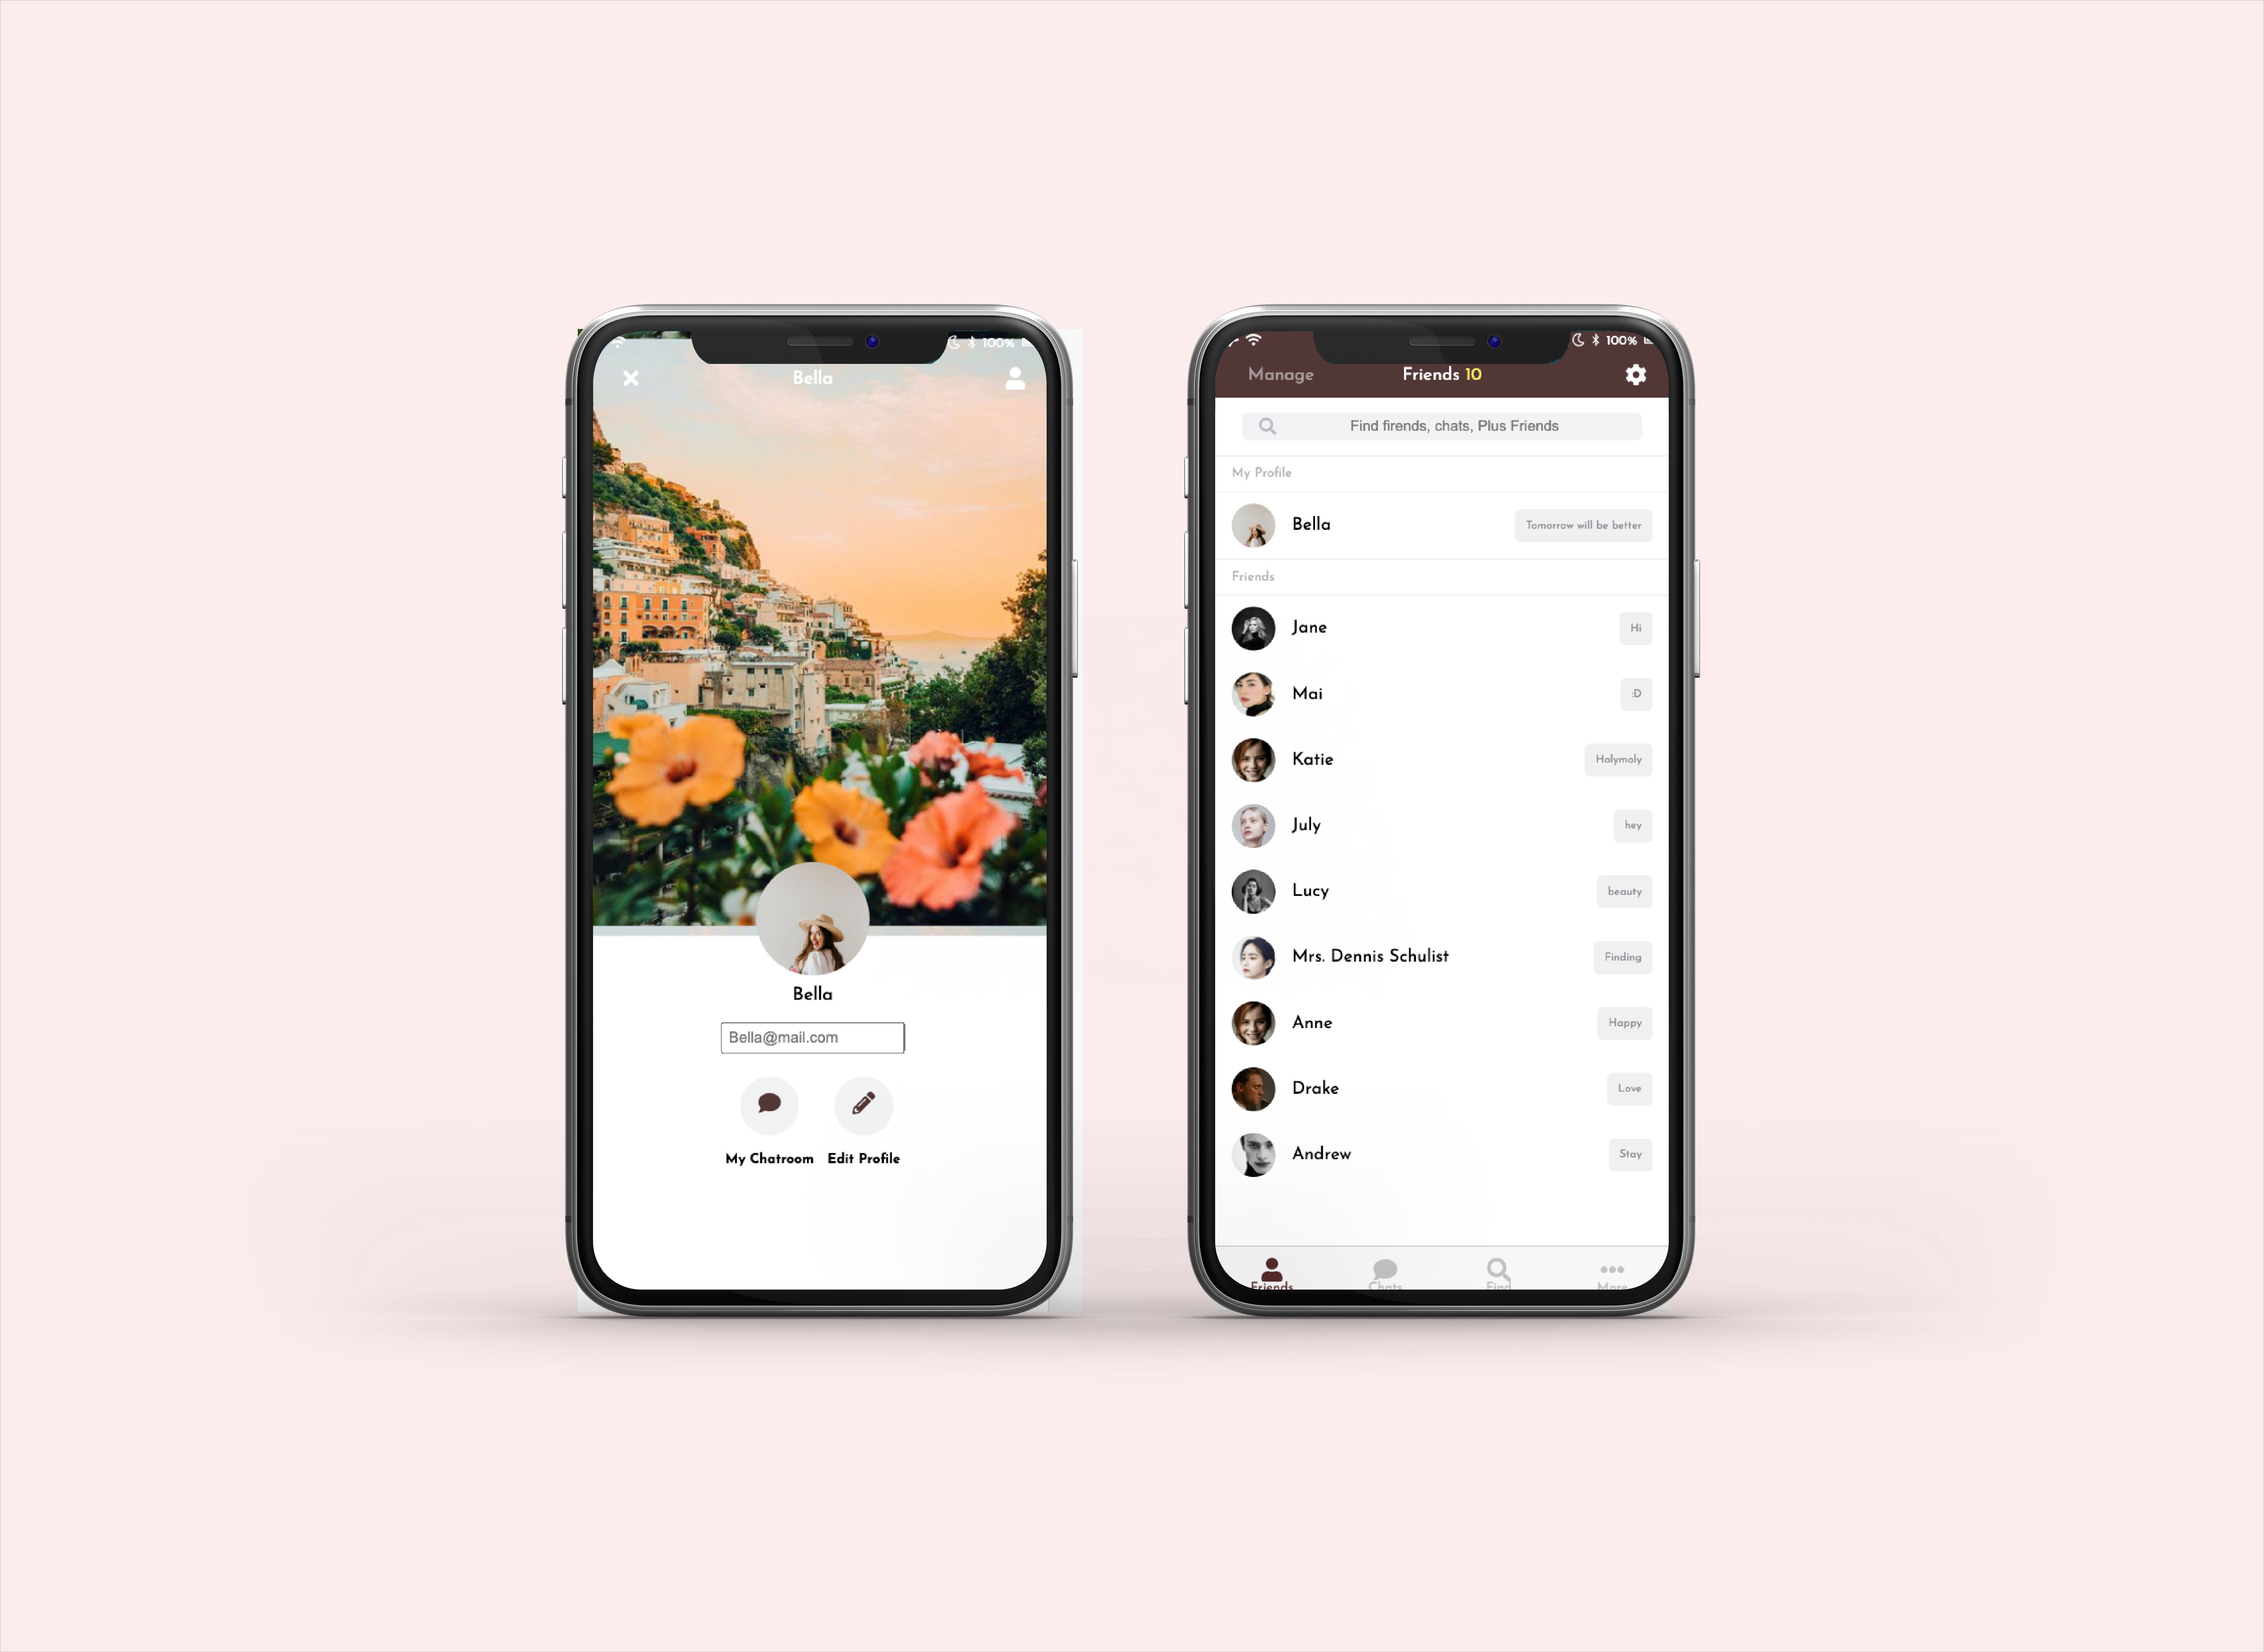 100%
Bella
Bella
Bella@mail.com
My Chatroom Edit Profile
100%
Manage Friends 10
Find firends, chats, Plus Friends
My Profile
Bella Tomorrow will be better
Friends
Jane Hi
Mai :D
Katie Holymoly
July hey
Lucy beauty
Mrs. Dennis Schulist Finding
Anne Happy
Drake Love
Andrew Stay
Friends Chats Find More